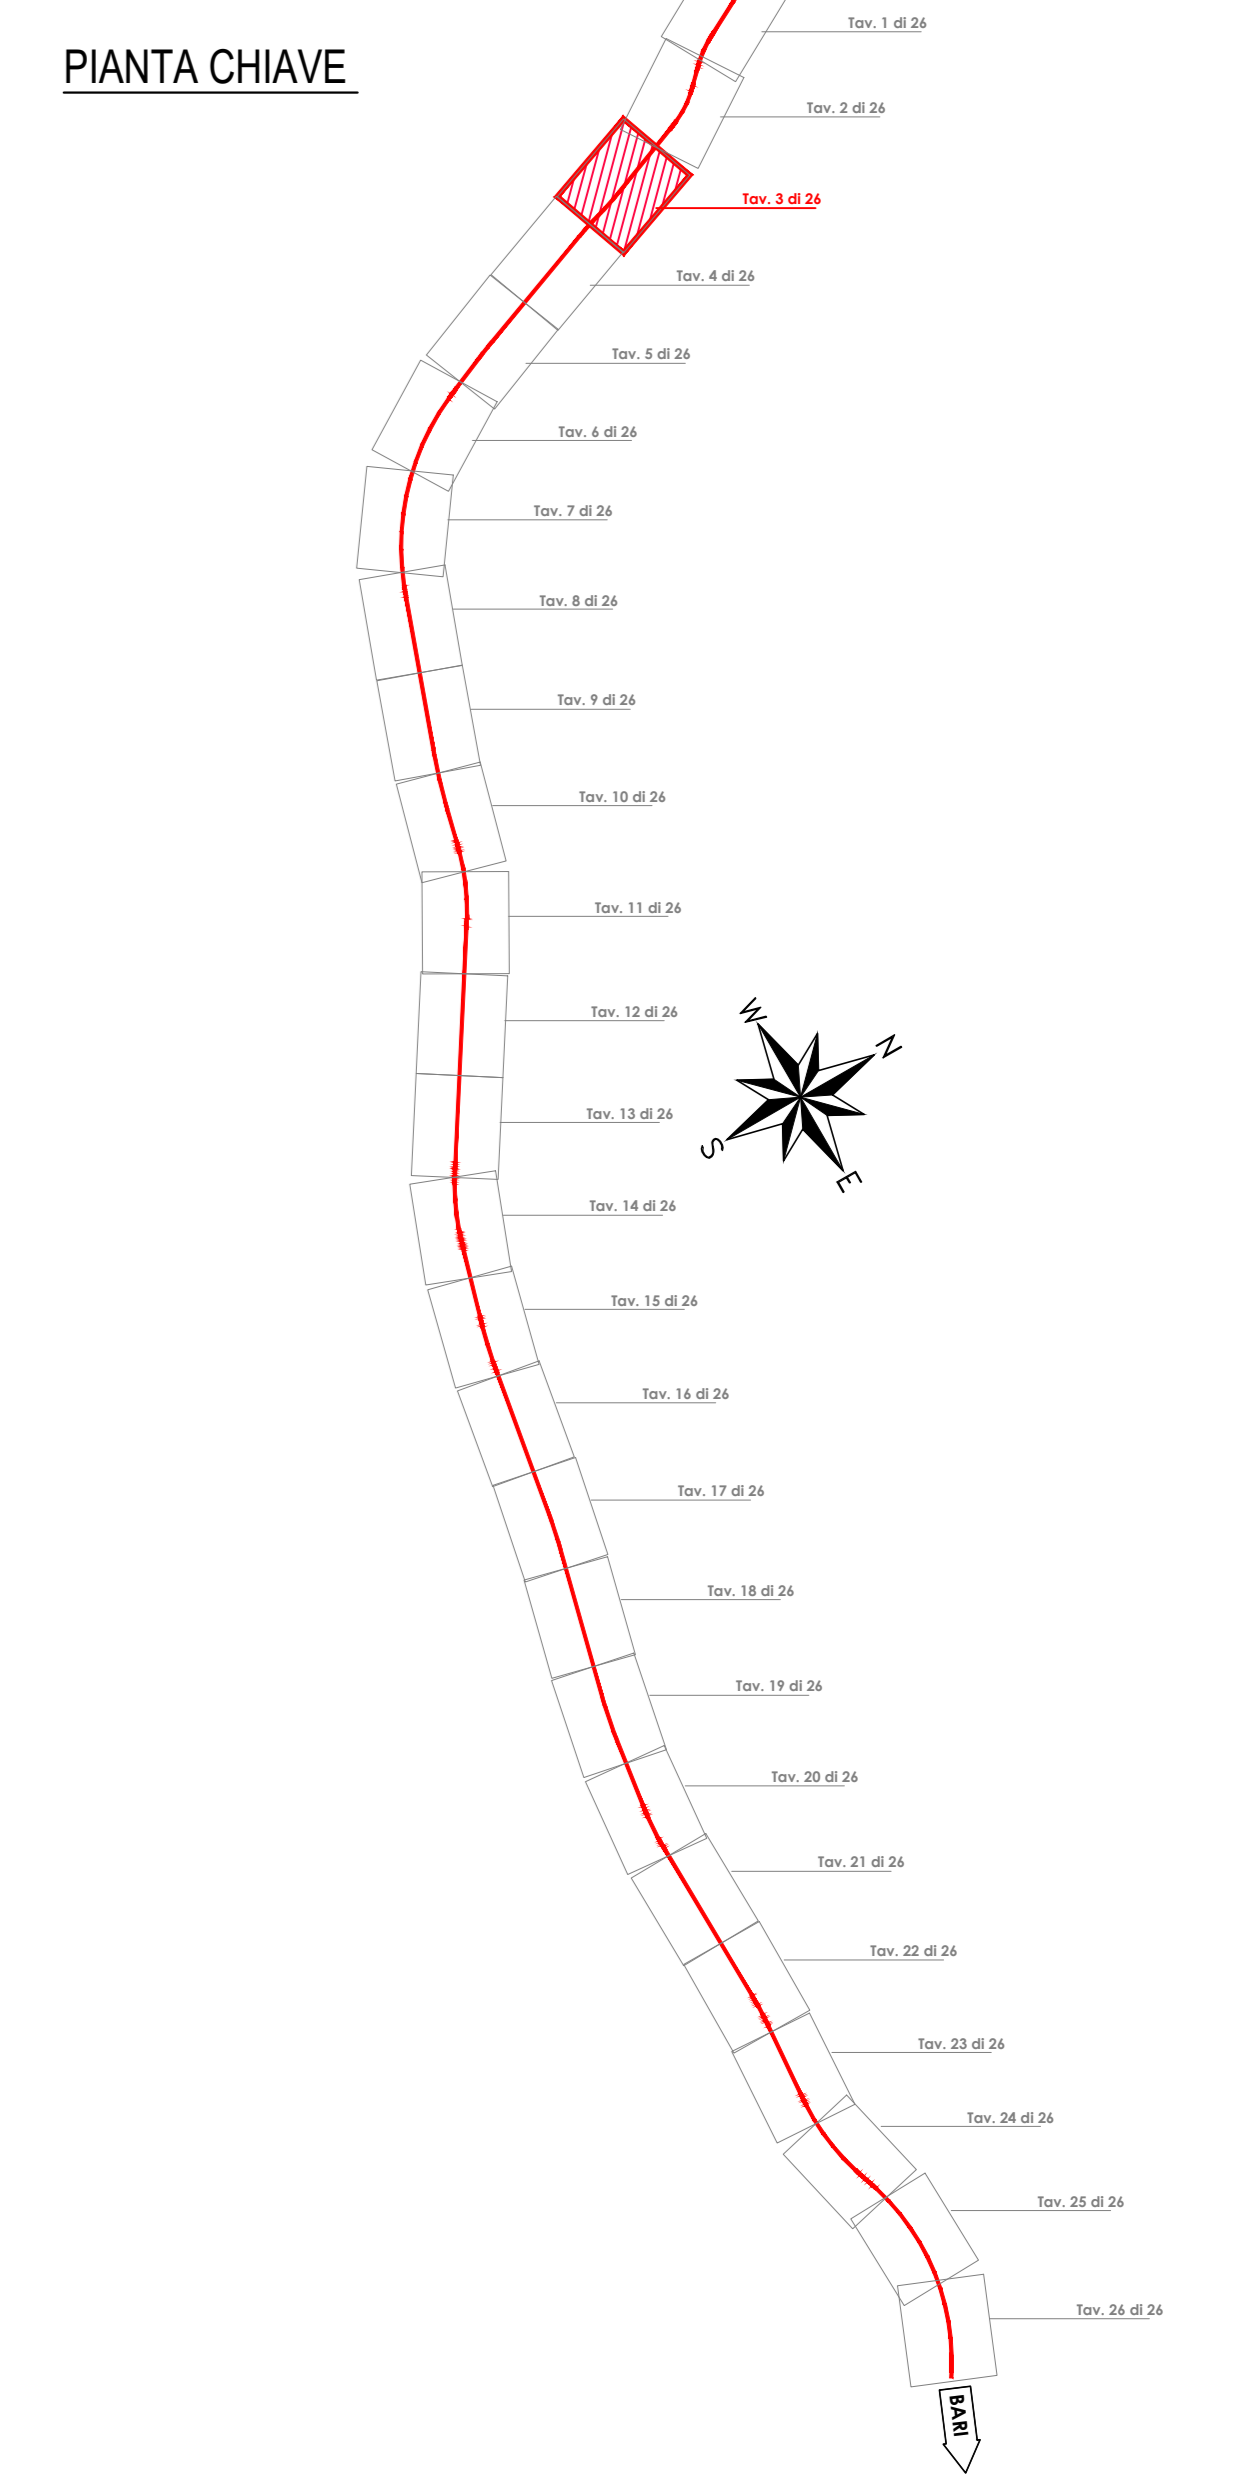 PIANTA CHIAVE
Tav. 1 di 26
Tav. 2 di 26
Tav. 3 di 26
Tav. 4 di 26
Tav. 5 di 26
Tav. 6 di 26
Tav. 7 di 26
Tav. 8 di 26
Tav. 9 di 26
Tav. 10 di 26
Tav. 11 di 26
Tav. 12 di 26
W
N
S
E
Tav. 13 di 26
Tav. 14 di 26
Tav. 15 di 26
Tav. 16 di 26
Tav. 17 di 26
Tav. 18 di 26
Tav. 19 di 26
Tav. 20 di 26
Tav. 21 di 26
Tav. 22 di 26
Tav. 23 di 26
Tav. 24 di 26
Tav. 25 di 26
Tav. 26 di 26
BARI